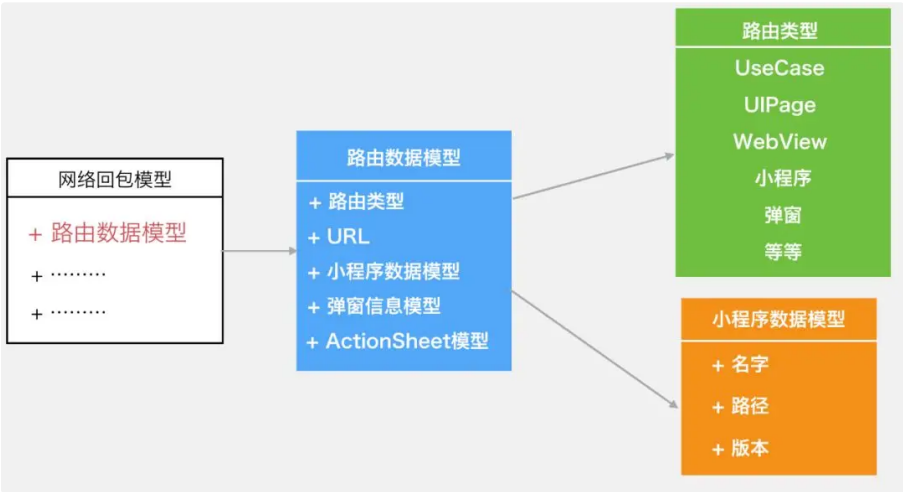 网络回包模型
+ 路由数据模型
+ ………
+ ………
路由数据模型
+ 路由类型
+ URL
+ 小程序数据模型
+ 弹窗信息模型
+ ActionSheet模型
路由类型
UseCase
UIPage
WebView
小程序
弹窗
等等
小程序数据模型
+ 名字
+ 路径
+ 版本